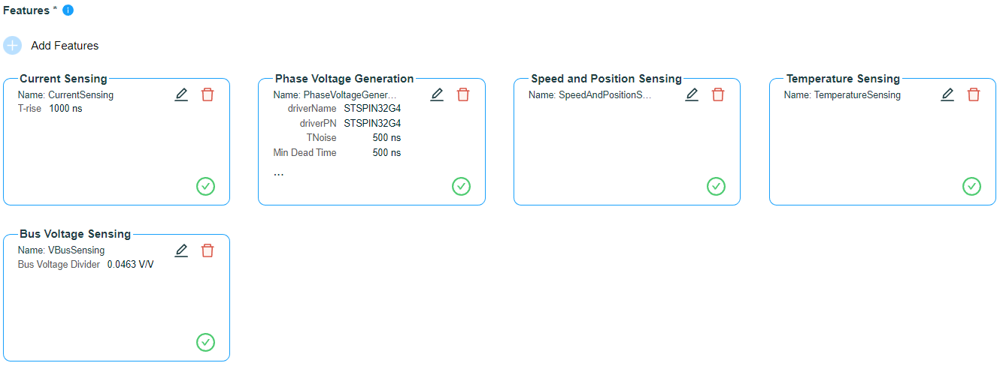 Features * i
Add Features
Current Sensing
Name: CurrentSensing
T-rise 1000 ns
Phase Voltage Generation
Name: PhaseVoltageGener...
driverName STSPIN32G4
driverPN STSPIN32G4
TNoise 500 ns
Min Dead Time 500 ns
...
Speed and Position Sensing
Name: SpeedAndPositionS...
Temperature Sensing
Name: TemperatureSensing
Bus Voltage Sensing
Name: VBusSensing
Bus Voltage Divider 0.0463 V/V